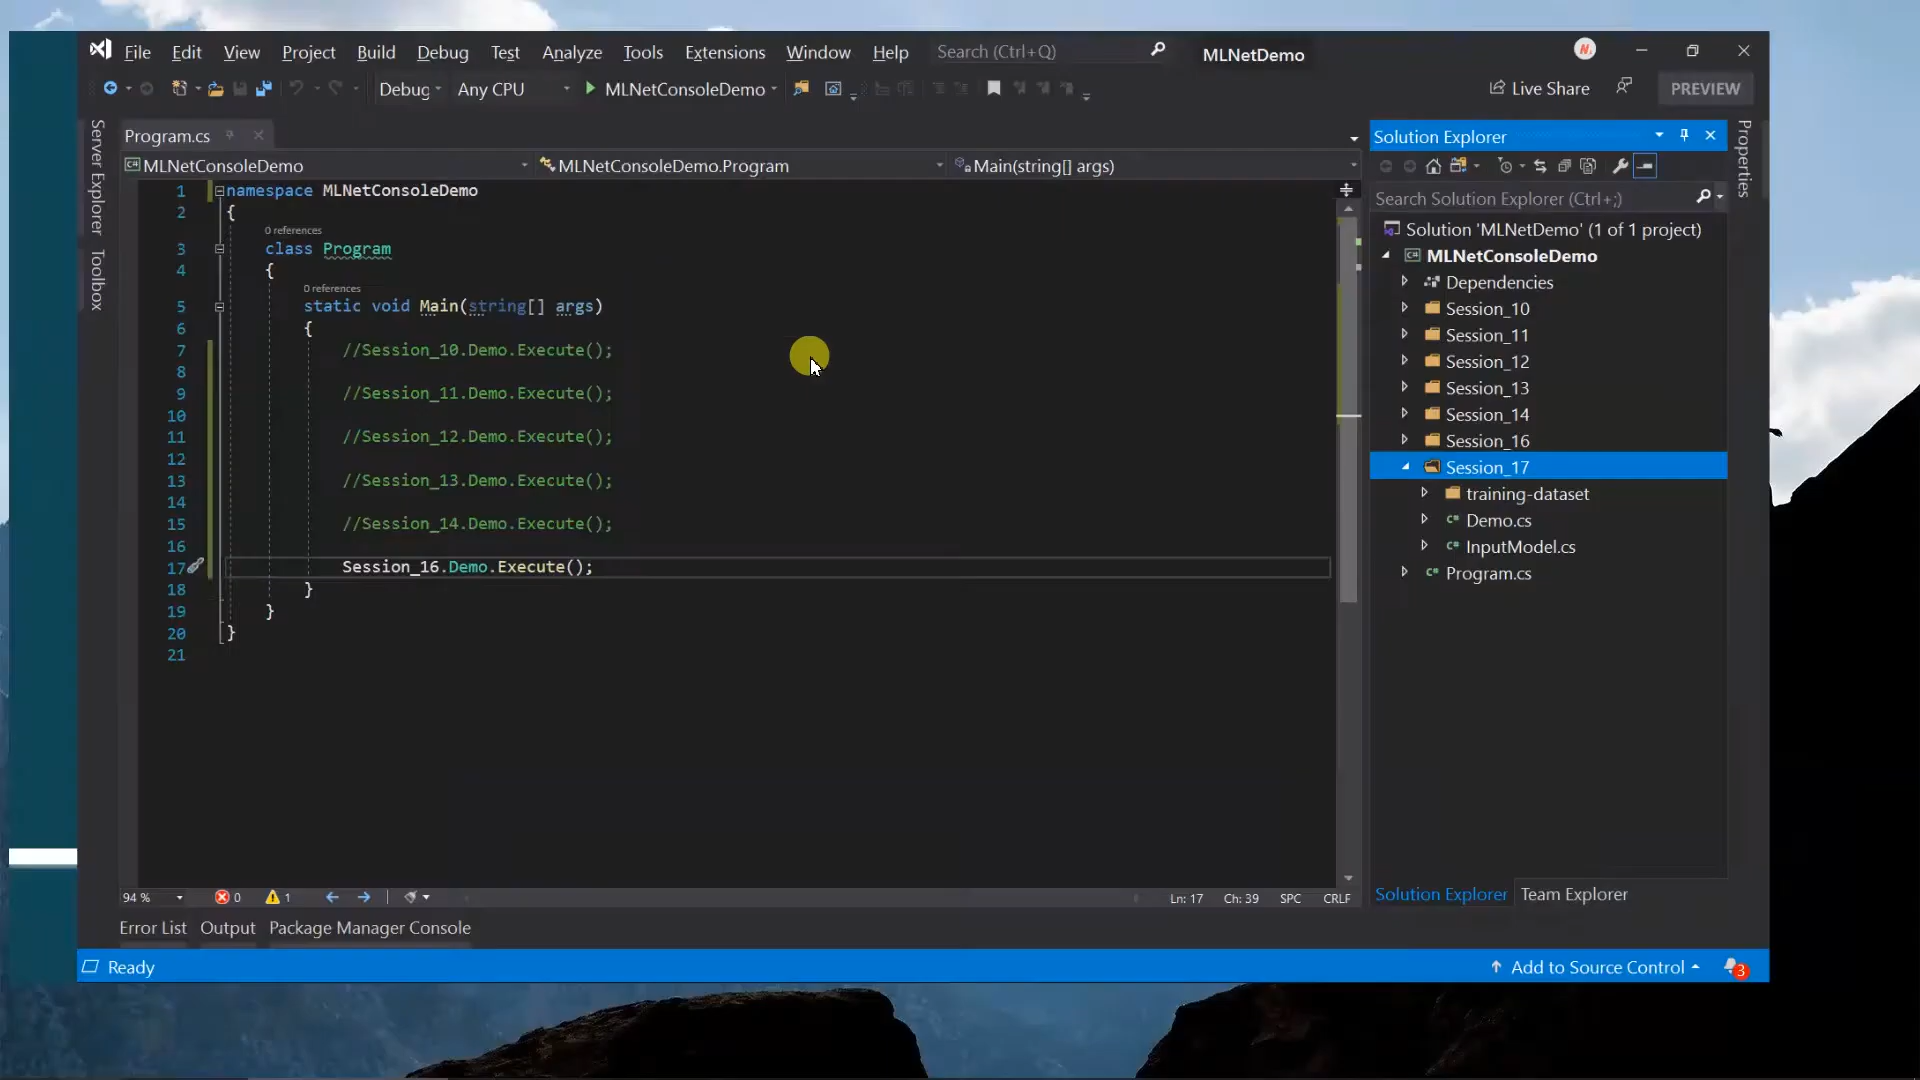 File Edit View Project Build Debug Test Analyze Tools Extensions Window Help Search (Ctrl+Q) MLNetDemo
Debug Any CPU MLNetConsoleDemo Live Share PREVIEW
Server Explorer
Toolbox
Program.cs
MLNetConsoleDemo MLNetConsoleDemo.Program Main(string[] args)
1 namespace MLNetConsoleDemo
2 {
0 references
3 class Program
4 {
0 references
5 static void Main(string[] args)
6 {
7 //Session_10.Demo.Execute();
8
9 //Session_11.Demo.Execute();
10
11 //Session_12.Demo.Execute();
12
13 //Session_13.Demo.Execute();
14
15 //Session_14.Demo.Execute();
16
17 Session_16.Demo.Execute();
18 }
19 }
20 }
21
94 % 0 1 Ln: 17 Ch: 39 SPC CRLF
Solution Explorer
Search Solution Explorer (Ctrl+;)
Solution 'MLNetDemo' (1 of 1 project)
MLNetConsoleDemo
Dependencies
Session_10
Session_11
Session_12
Session_13
Session_14
Session_16
Session_17
training-dataset
Demo.cs
InputModel.cs
Program.cs
Solution Explorer Team Explorer
Properties
Error List Output Package Manager Console
Ready Add to Source Control 3